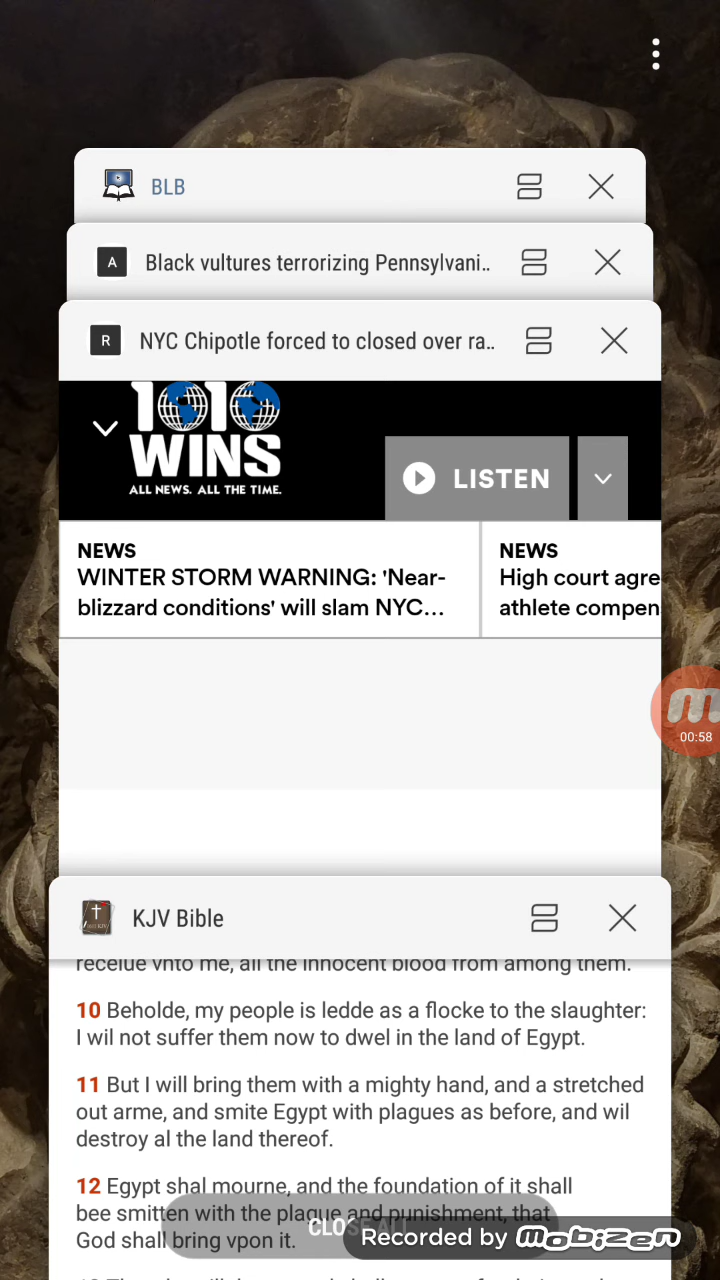 BLB
A
Black vultures terrorizing Pennsylvani..
R
NYC Chipotle forced to closed over ra..
1010
WINS
ALL NEWS. ALL THE TIME.
LISTEN
NEWS
WINTER STORM WARNING: 'Near-
blizzard conditions' will slam NYC...
NEWS
High court agre
athlete compen
00:58
KJV Bible
receiue vnto me, all the innocent blood from among them.
10 Beholde, my people is ledde as a flocke to the slaughter:
I wil not suffer them now to dwel in the land of Egypt.
11 But I will bring them with a mighty hand, and a stretched
out arme, and smite Egypt with plagues as before, and wil
destroy al the land thereof.
12 Egypt shal mourne, and the foundation of it shall
bee smitten with the plague and punishment, that
God shall bring vpon it.
CLOSE ALL
Recorded by mobizen